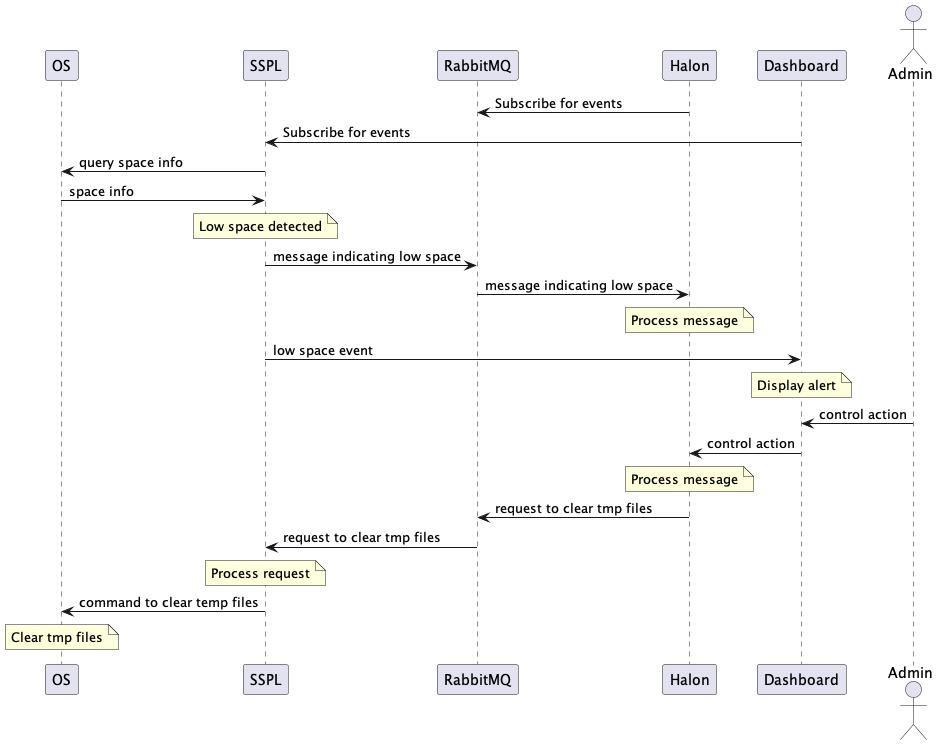 Admin
OS
SSPL
RabbitMQ
Halon
Dashboard
Subscribe for events
Subscribe for events
query space info
space info
Low space detected
message indicating low space
message indicating low space
Process message
low space event
Display alert
control action
control action
Process message
request to clear tmp files
request to clear tmp files
Process request
command to clear temp files
Clear tmp files
OS
SSPL
RabbitMQ
Halon
Dashboard
Admin